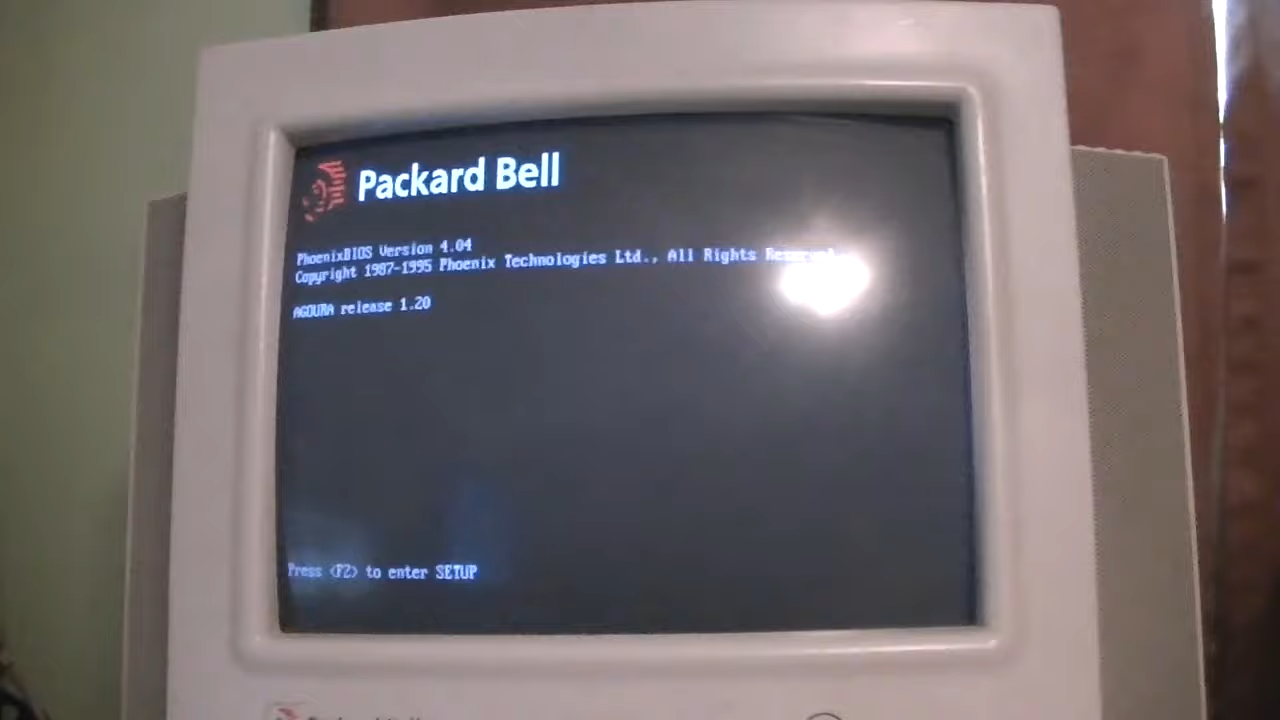 Packard Bell
PhoenixBIOS Version 4.04
Copyright 1987-1995 Phoenix Technologies Ltd., All Rights Reserved
AGOURA release 1.20
Press <F2> to enter SETUP